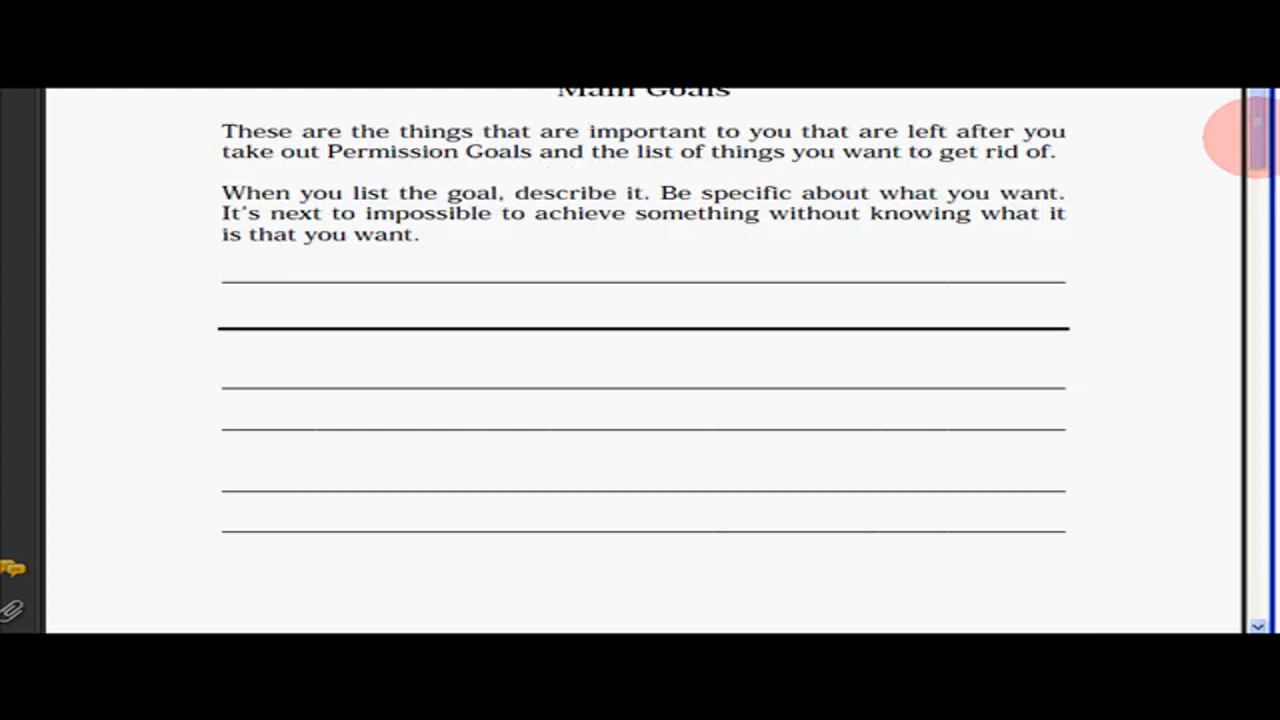 Main Goals
These are the things that are important to you that are left after you
take out Permission Goals and the list of things you want to get rid of.
When you list the goal, describe it. Be specific about what you want.
It's next to impossible to achieve something without knowing what it
is that you want.